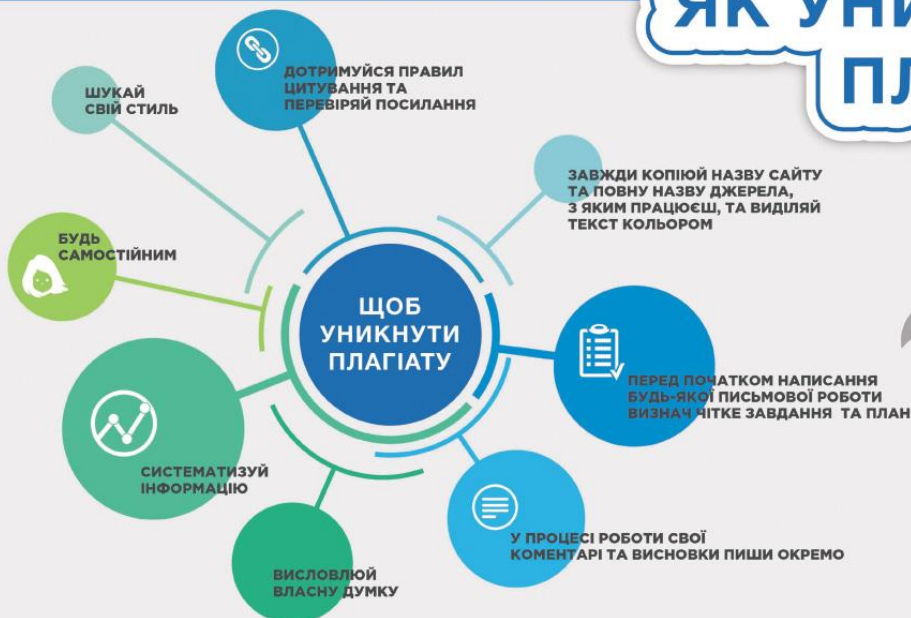 ЯК УНИ
ПЛ
ДОТРИМУЙСЯ ПРАВИЛ
ЦИТУВАННЯ ТА
ПЕРЕВІРЯЙ ПОСИЛАННЯ
ШУКАЙ
СВІЙ СТИЛЬ
ЗАВЖДИ КОПІЮЙ НАЗВУ САЙТУ
ТА ПОВНУ НАЗВУ ДЖЕРЕЛА,
З ЯКИМ ПРАЦЮЄШ, ТА ВИДІЛЯЙ
ТЕКСТ КОЛЬОРОМ
БУДЬ
САМОСТІЙНИМ
ЩОБ
УНИКНУТИ
ПЛАГІАТУ
ПЕРЕД ПОЧАТКОМ НАПИСАННЯ
БУДЬ-ЯКОЇ ПИСЬМОВОЇ РОБОТИ
ВИЗНАЧ ЧІТКЕ ЗАВДАННЯ ТА ПЛАН
СИСТЕМАТИЗУЙ
ІНФОРМАЦІЮ
У ПРОЦЕСІ РОБОТИ СВОЇ
КОМЕНТАРІ ТА ВИСНОВКИ ПИШИ ОКРЕМО
ВИСЛОВЛЮЙ
ВЛАСНУ ДУМКУ